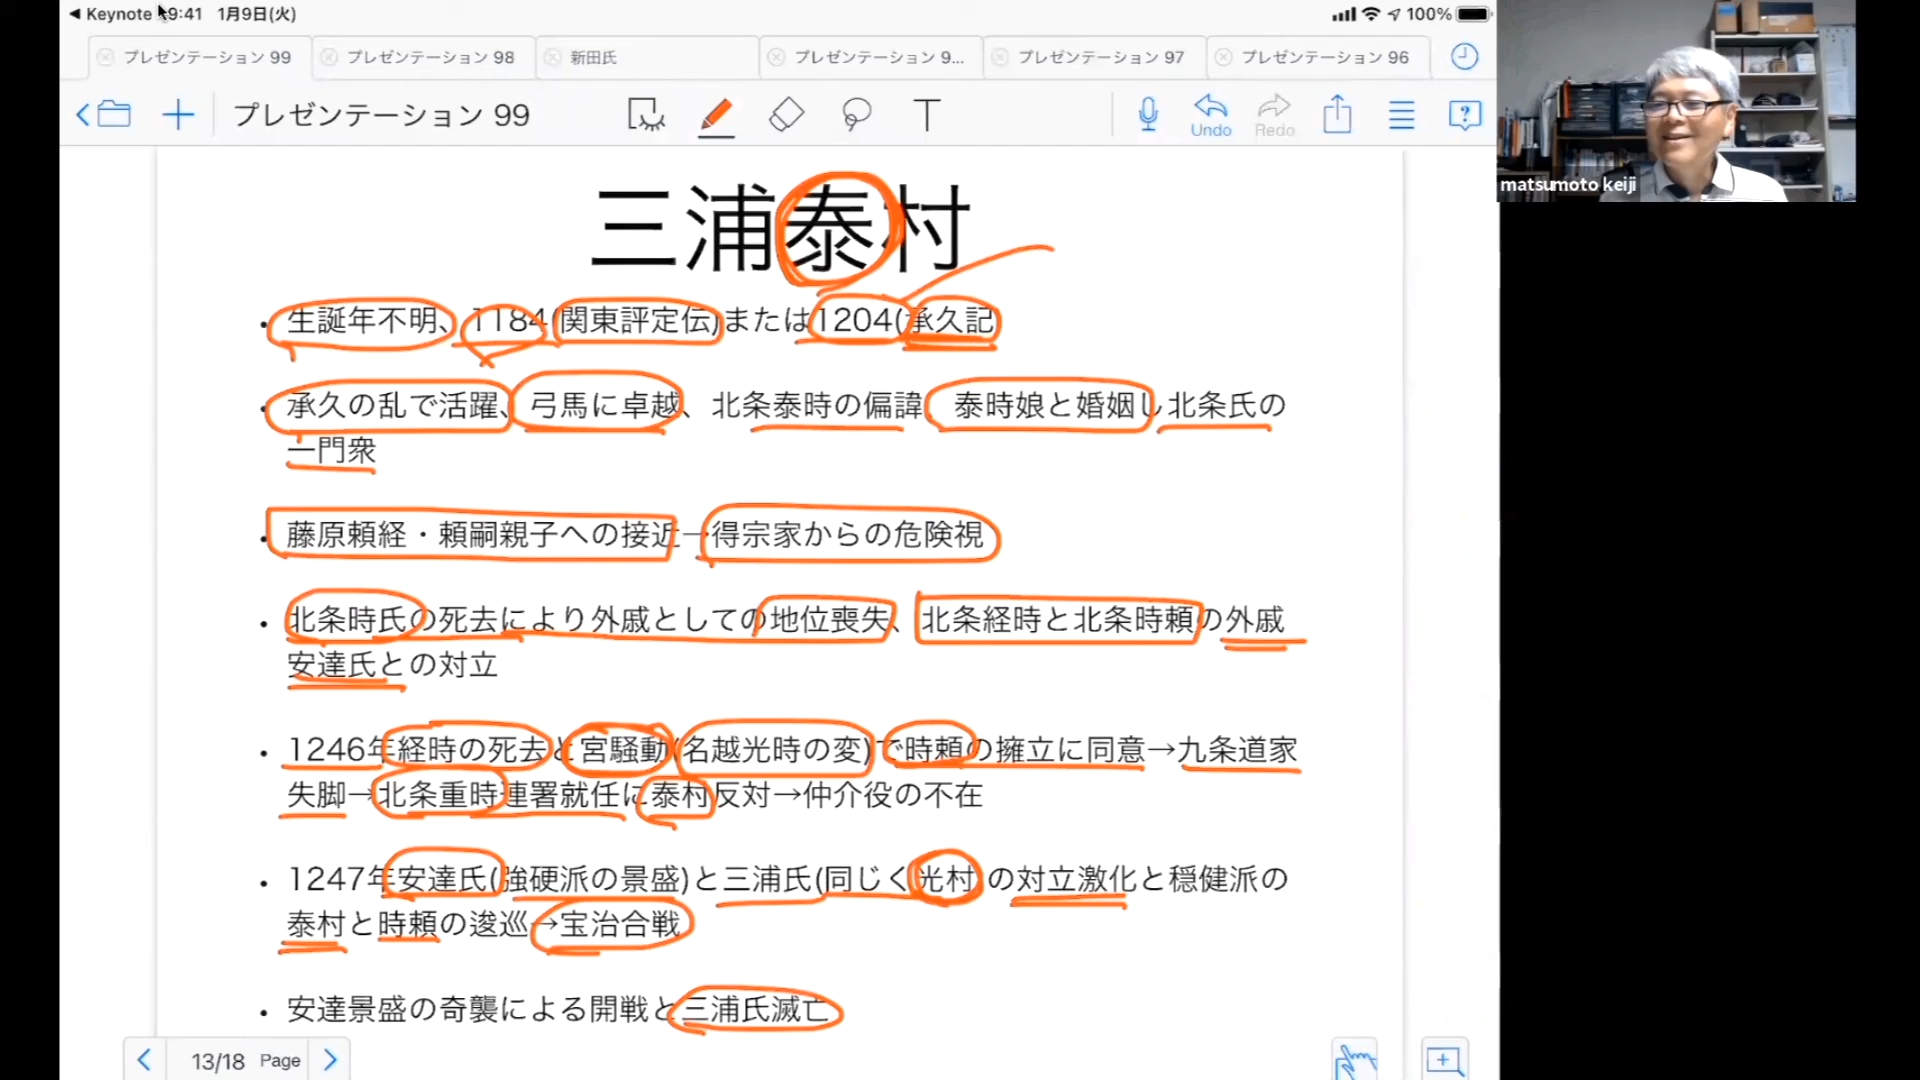 ◀ Keynote 9:41 1月9日(火)
100%
プレゼンテーション 99
プレゼンテーション 98
新田氏
プレゼンテーション 9...
プレゼンテーション 97
プレゼンテーション 96
プレゼンテーション 99
T
Undo
Redo
matsumoto keiji
三浦泰村
• 生誕年不明、1184(関東評定伝)または1204(承久記
• 承久の乱で活躍、弓馬に卓越、北条泰時の偏諱、泰時娘と婚姻し北条氏の
一門衆
• 藤原頼経・頼嗣親子への接近→得宗家からの危険視
• 北条時氏の死去により外戚としての地位喪失、北条経時と北条時頼の外戚
安達氏との対立
• 1246年経時の死去と宮騒動(名越光時の変)で時頼の擁立に同意→九条道家
失脚→北条重時連署就任に泰村反対→仲介役の不在
• 1247年安達氏(強硬派の景盛)と三浦氏(同じく光村)の対立激化と穏健派の
泰村と時頼の逡巡→宝治合戦
• 安達景盛の奇襲による開戦と三浦氏滅亡
13/18 Page